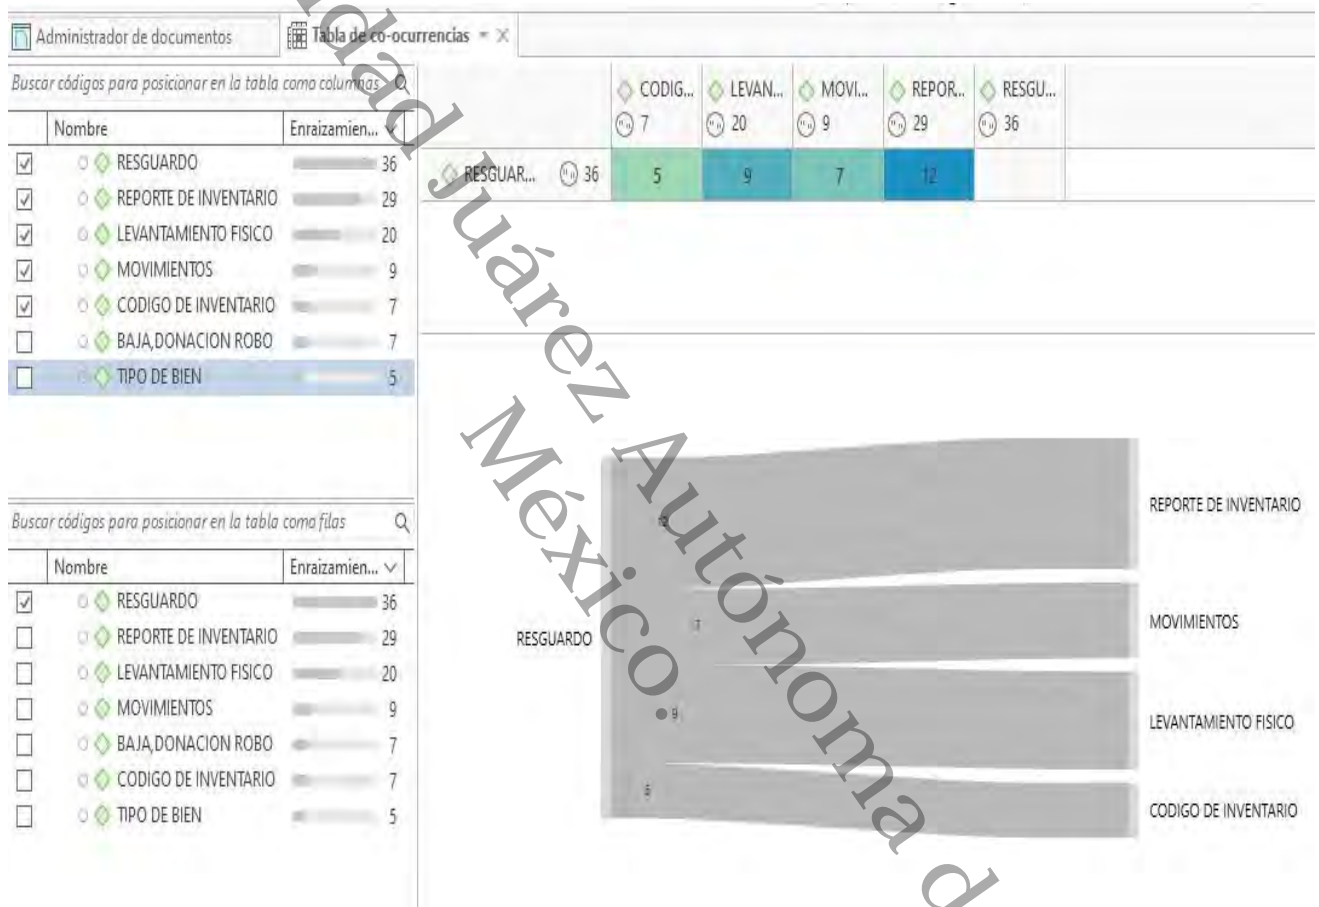 Administrador de documentos
Tabla de co-ocurrencias
Buscar códigos para posicionar en la tabla como columnas
Nombre Enraizamien...
RESGUARDO 36
REPORTE DE INVENTARIO 29
LEVANTAMIENTO FISICO 20
MOVIMIENTOS 9
CODIGO DE INVENTARIO 7
BAJA,DONACION ROBO 7
TIPO DE BIEN 5
Buscar códigos para posicionar en la tabla como filas
Nombre Enraizamien...
RESGUARDO 36
REPORTE DE INVENTARIO 29
LEVANTAMIENTO FISICO 20
MOVIMIENTOS 9
BAJA,DONACION ROBO 7
CODIGO DE INVENTARIO 7
TIPO DE BIEN 5
CODIG... LEVAN... MOVI... REPOR... RESGU...
7 20 9 29 36
RESGUAR... 36 5 9 7 12
RESGUARDO
12
7
9
5
REPORTE DE INVENTARIO
MOVIMIENTOS
LEVANTAMIENTO FISICO
CODIGO DE INVENTARIO
Juárez Autónoma d
México.